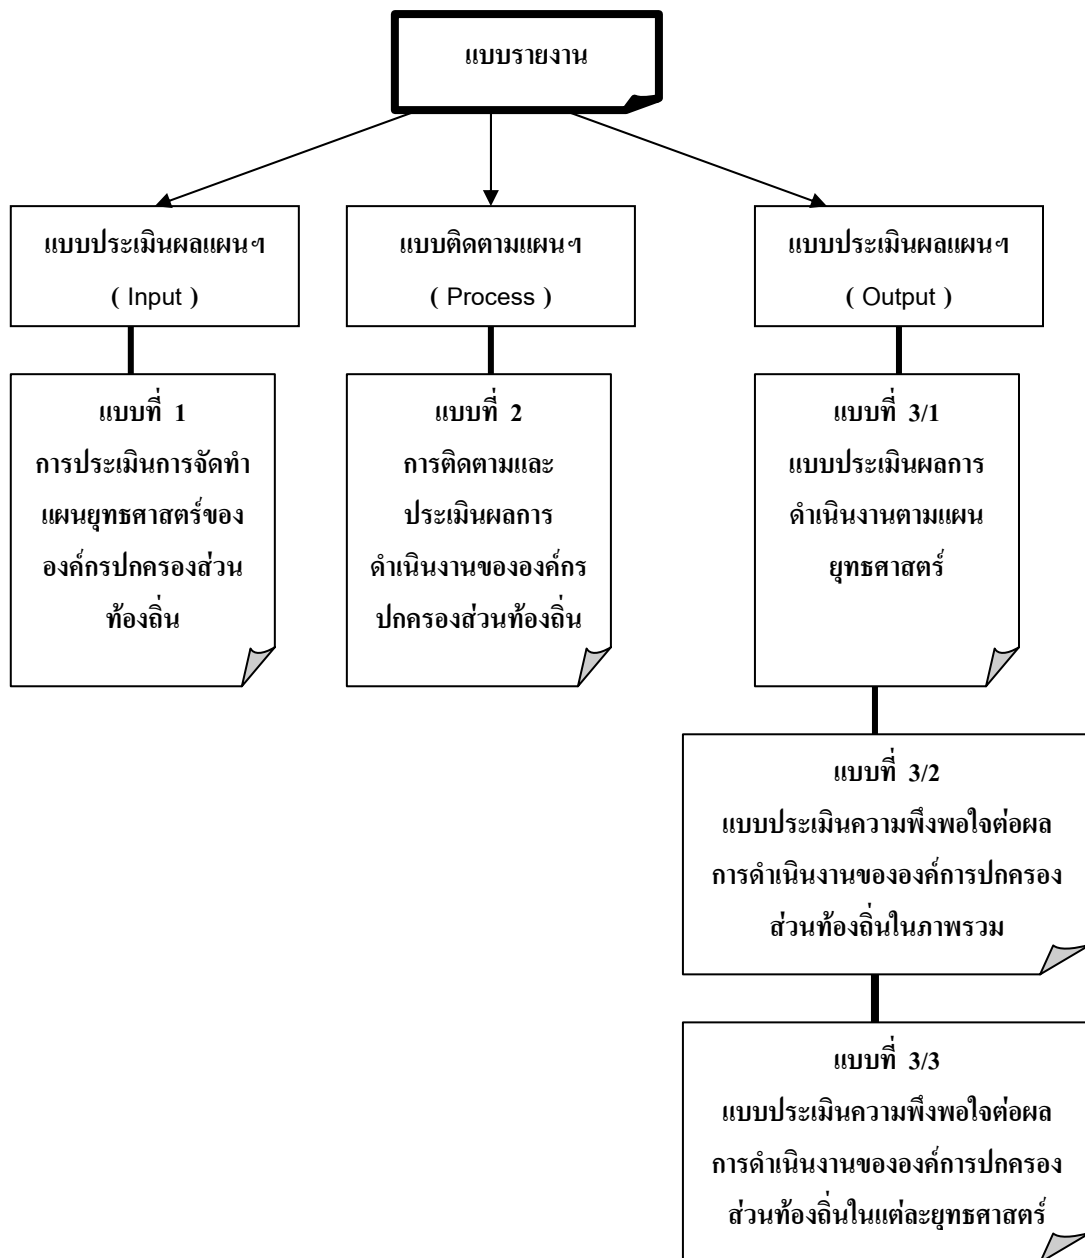 แบบรายงาน
แบบประเมินผลแผนฯ
( Input )
แบบติดตามแผนฯ
( Process )
แบบประเมินผลแผนฯ
( Output )
แบบที่ 1
การประเมินการจัดทำ
แผนยุทธศาสตร์ของ
องค์กรปกครองส่วน
ท้องถิ่น
แบบที่ 2
การติดตามและ
ประเมินผลการ
ดำเนินงานขององค์กร
ปกครองส่วนท้องถิ่น
แบบที่ 3/1
แบบประเมินผลการ
ดำเนินงานตามแผน
ยุทธศาสตร์
แบบที่ 3/2
แบบประเมินความพึงพอใจต่อผล
การดำเนินงานขององค์การปกครอง
ส่วนท้องถิ่นในภาพรวม
แบบที่ 3/3
แบบประเมินความพึงพอใจต่อผล
การดำเนินงานขององค์การปกครอง
ส่วนท้องถิ่นในแต่ละยุทธศาสตร์